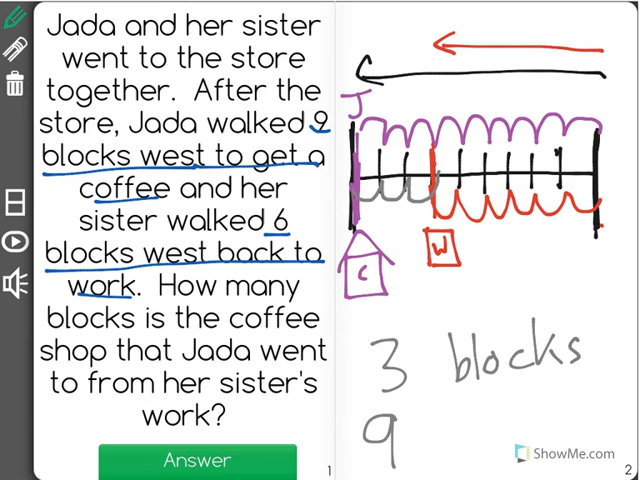 Jada and her sister
went to the store
together. After the
store, Jada walked 9
blocks west to get a
coffee and her
sister walked 6
blocks west back to
work. How many
blocks is the coffee
shop that Jada went
to from her sister's
work?
Answer
1
J
C
W
3 blocks
9
ShowMe.com
2